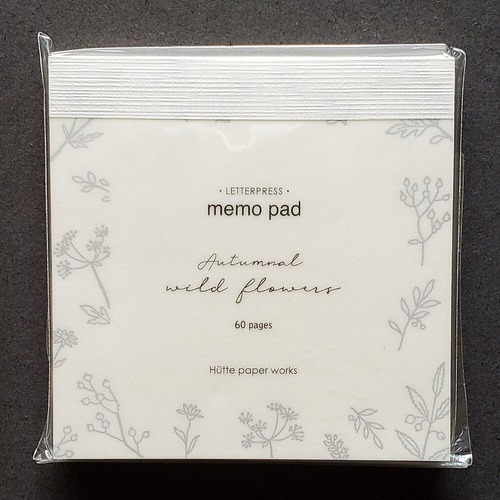 • LETTERPRESS •
memo pad
Autumnal
wild flowers
60 pages
Hütte paper works